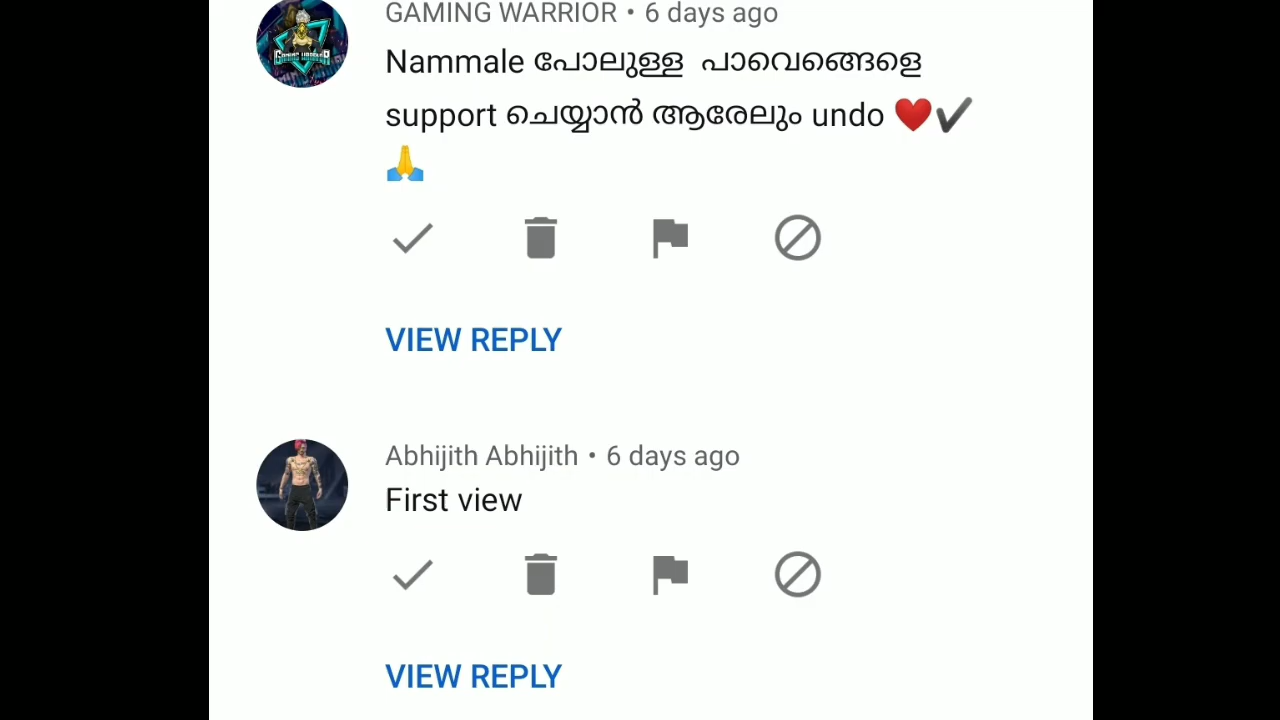 GAMING WARRIOR • 6 days ago
Nammale പോലുള്ള പാവെങ്ങെളെ
support ചെയ്യാൻ ആരേലും undo ❤️✔️
🙏
VIEW REPLY
Abhijith Abhijith • 6 days ago
First view
VIEW REPLY